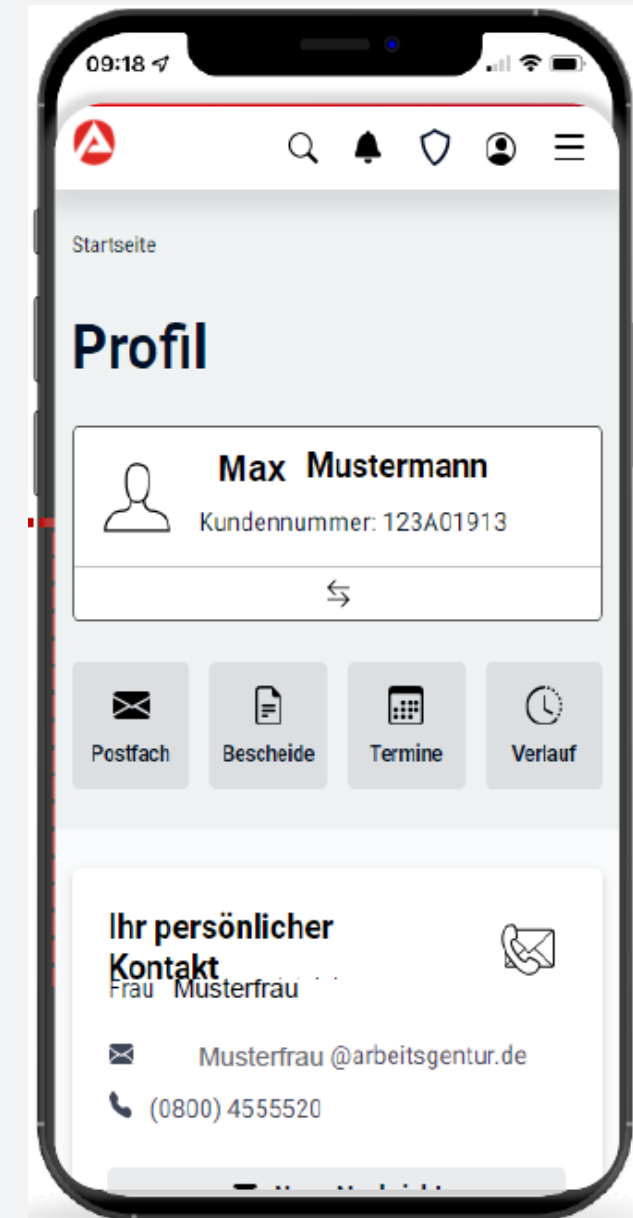 09:18
Startseite
Profil
Max Mustermann
Kundennummer: 123A01913
Postfach Bescheide Termine Verlauf
Ihr persönlicher
Kontakt
Frau Musterfrau
Musterfrau @arbeitsgentur.de
(0800) 4555520